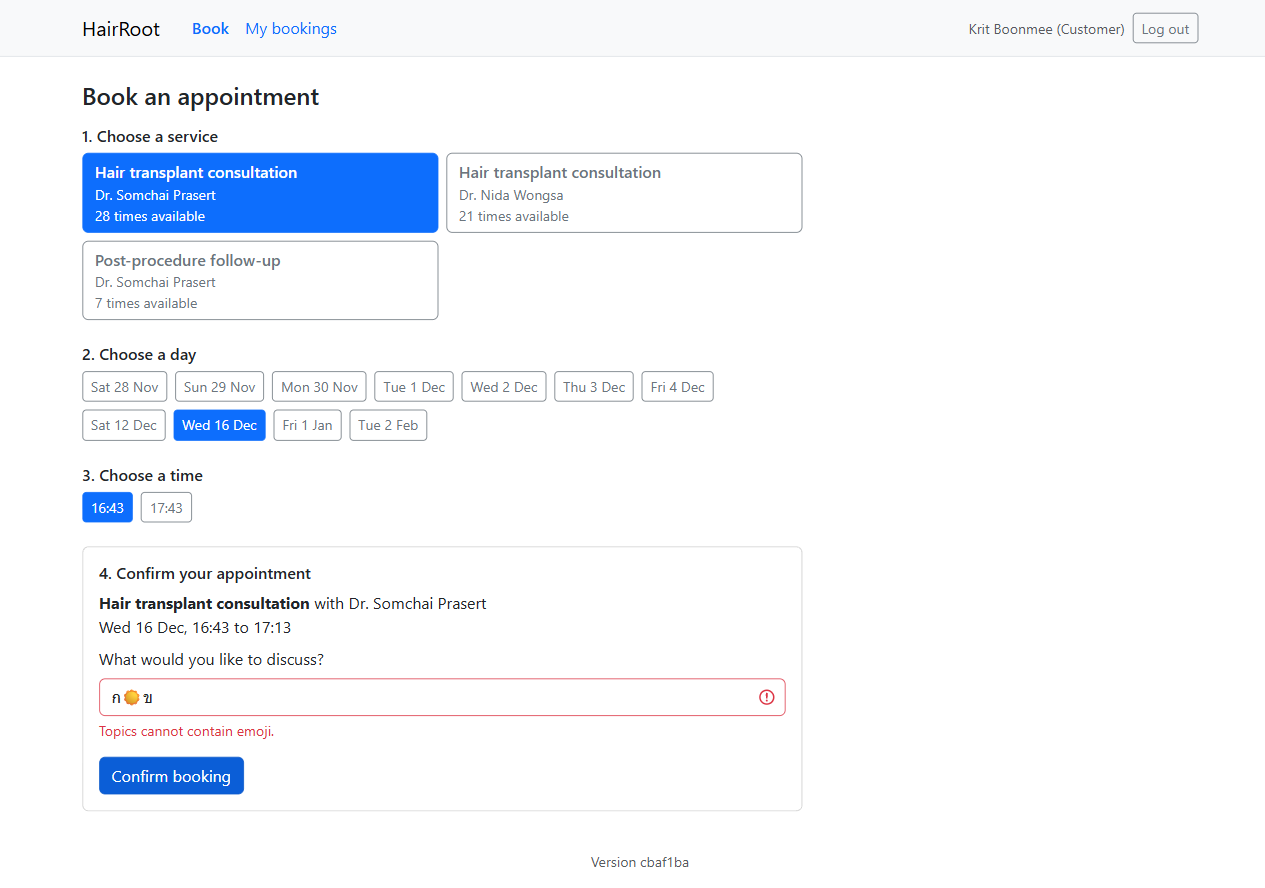 HairRoot Book My bookings Krit Boonmee (Customer) Log out
Book an appointment
1. Choose a service
Hair transplant consultation
Dr. Somchai Prasert
28 times available
Hair transplant consultation
Dr. Nida Wongsa
21 times available
Post-procedure follow-up
Dr. Somchai Prasert
7 times available
2. Choose a day
Sat 28 Nov Sun 29 Nov Mon 30 Nov Tue 1 Dec Wed 2 Dec Thu 3 Dec Fri 4 Dec
Sat 12 Dec Wed 16 Dec Fri 1 Jan Tue 2 Feb
3. Choose a time
16:43 17:43
4. Confirm your appointment
Hair transplant consultation with Dr. Somchai Prasert
Wed 16 Dec, 16:43 to 17:13
What would you like to discuss?
ก🌼ข
Topics cannot contain emoji.
Confirm booking
Version cbaf1ba